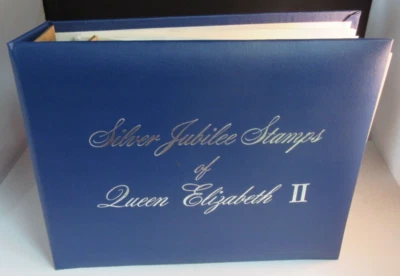 Silver Jubilee Stamps
of
Queen Elizabeth II